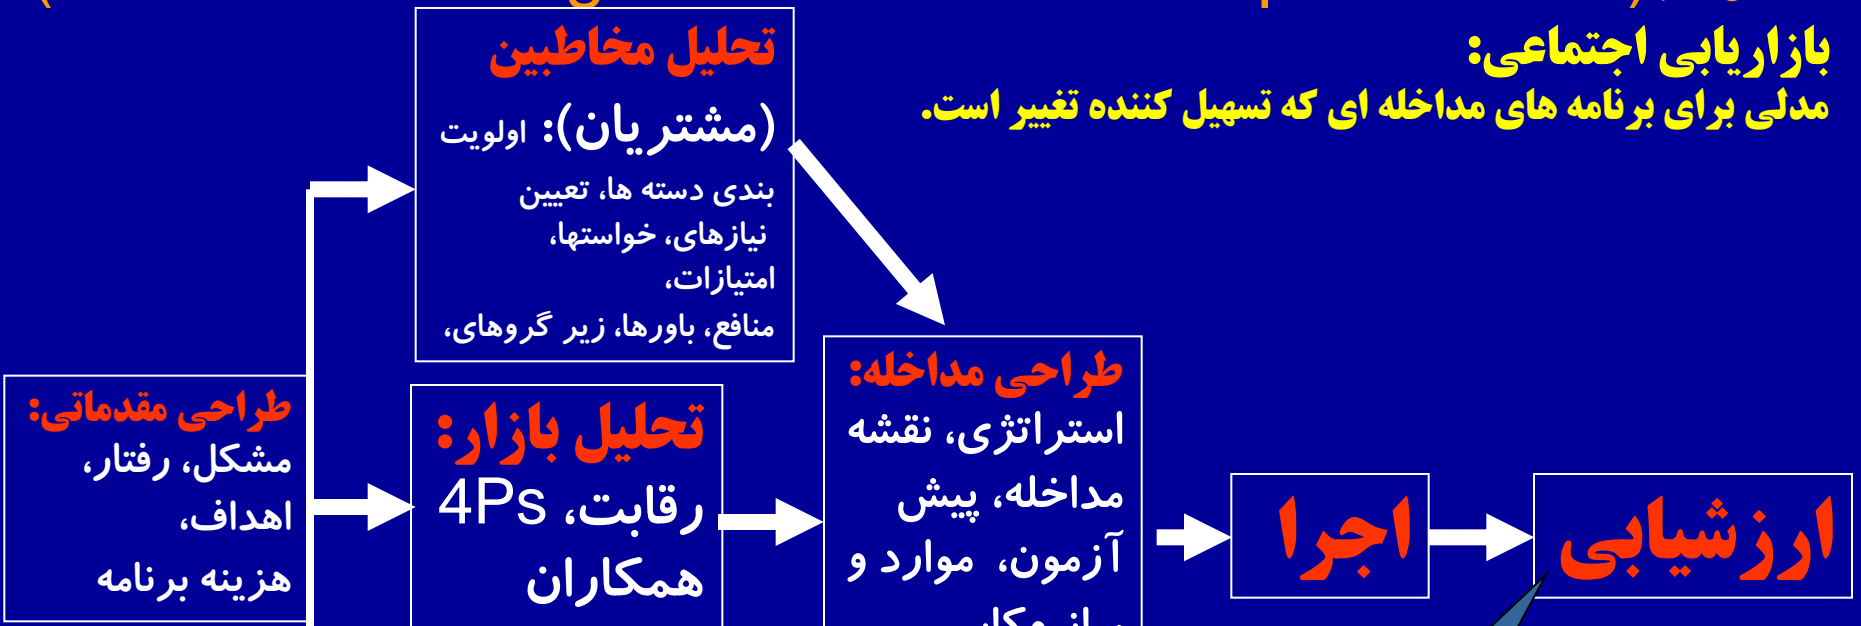 بازاریابی اجتماعی:
مدلی برای برنامه های مداخله ای که تسهیل کننده تغییر است.
تحلیل مخاطبین
(مشتریان): اولویت
بندی دسته ها، تعیین
نیازهای، خواستها،
امتیازات،
منافع، باورها، زیر گروهای،
طراحی مقدماتی:
مشکل، رفتار،
اهداف،
هزینه برنامه
تحلیل بازار:
رقابت، 4Ps
همکاران
طراحی مداخله:
استراتژی، نقشه
مداخله، پیش
آزمون، موارد و
اجرا
ارزشیابی